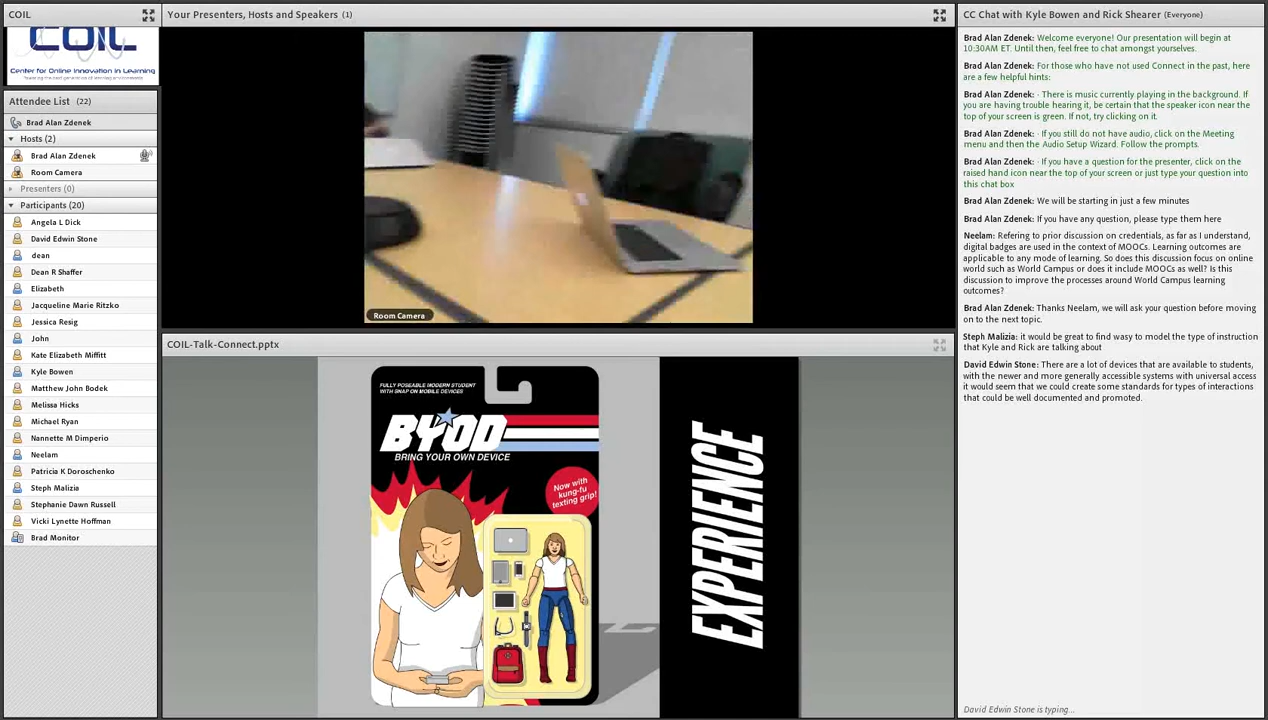 COIL
COIL
Center for Online Innovation in Learning
Attendee List (22)
Brad Alan Zdenek
Hosts (2)
Brad Alan Zdenek
Room Camera
Presenters (0)
Participants (20)
Angela L Dick
David Edwin Stone
dean
Dean R Shaffer
Elizabeth
Jacqueline Marie Ritzko
Jessica Resig
John
Kate Elizabeth Miffitt
Kyle Bowen
Matthew John Bodek
Melissa Hicks
Michael Ryan
Nannette M Dimperio
Neelam
Patricia K Doroschenko
Steph Malizia
Stephanie Dawn Russell
Vicki Lynette Hoffman
Brad Monitor
Your Presenters, Hosts and Speakers (1)
Room Camera
COIL-Talk-Connect.pptx
FULLY POSEABLE MODERN STUDENT
WITH SNAP ON MOBILE DEVICES
BYOD
BRING YOUR OWN DEVICE
Now with
kung-fu
texting grip!
EXPERIENCE
CC Chat with Kyle Bowen and Rick Shearer (Everyone)
Brad Alan Zdenek: Welcome everyone! Our presentation will begin at
10:30AM ET. Until then, feel free to chat amongst yourselves.
Brad Alan Zdenek: For those who have not used Connect in the past, here
are a few helpful hints:
Brad Alan Zdenek: · There is music currently playing in the background. If
you are having trouble hearing it, be certain that the speaker icon near the
top of your screen is green. If not, try clicking on it.
Brad Alan Zdenek: · If you still do not have audio, click on the Meeting
menu and then the Audio Setup Wizard. Follow the prompts.
Brad Alan Zdenek: · If you have a question for the presenter, click on the
raised hand icon near the top of your screen or just type your question into
this chat box
Brad Alan Zdenek: We will be starting in just a few minutes
Brad Alan Zdenek: If you have any question, please type them here
Neelam: Refering to prior discussion on credentials, as far as I understand,
digital badges are used in the context of MOOCs. Learning outcomes are
applicable to any mode of learning. So does this discussion focus on online
world such as World Campus or does it include MOOCs as well? Is this
discussion to improve the processes around World Campus learning
outcomes?
Brad Alan Zdenek: Thanks Neelam, we will ask your question before moving
on to the next topic.
Steph Malizia: it would be great to find wasy to model the type of instruction
that Kyle and Rick are talking about
David Edwin Stone: There are a lot of devices that are available to students,
with the newer and more generally accessible systems with universal access
it would seem that we could create some standards for types of interactions
that could be well documented and promoted.
David Edwin Stone is typing...